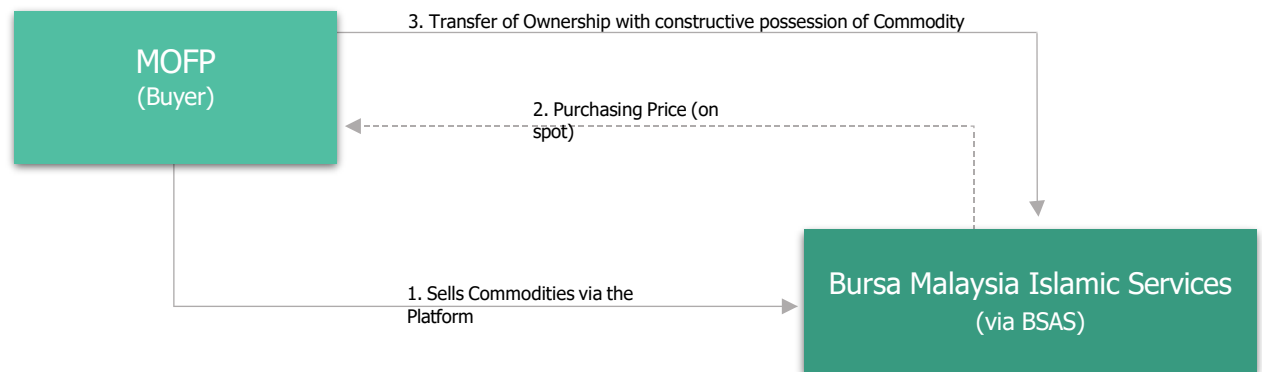 3. Transfer of Ownership with constructive possession of Commodity
MOFP
(Buyer)
2. Purchasing Price (on
spot)
Bursa Malaysia Islamic Services
(via BSAS)
1. Sells Commodities via the
Platform